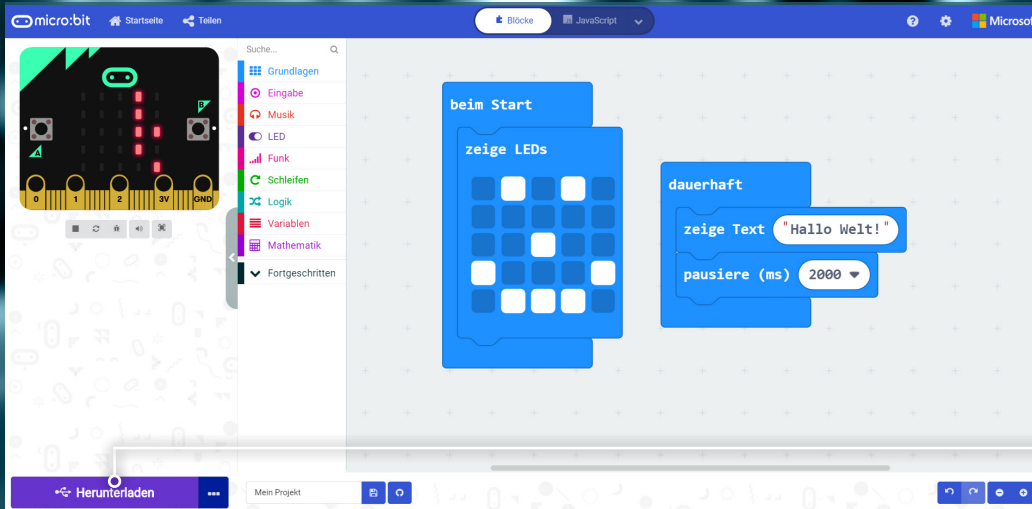 micro:bit Startseite Teilen Blöcke JavaScript Microsoft
Suche...
Grundlagen
Eingabe
Musik
LED
Funk
Schleifen
Logik
Variablen
Mathematik
Fortgeschritten
A
B
0 1 2 3V GND
beim Start
zeige LEDs
dauerhaft
zeige Text "Hallo Welt!"
pausiere (ms) 2000
Herunterladen
Mein Projekt